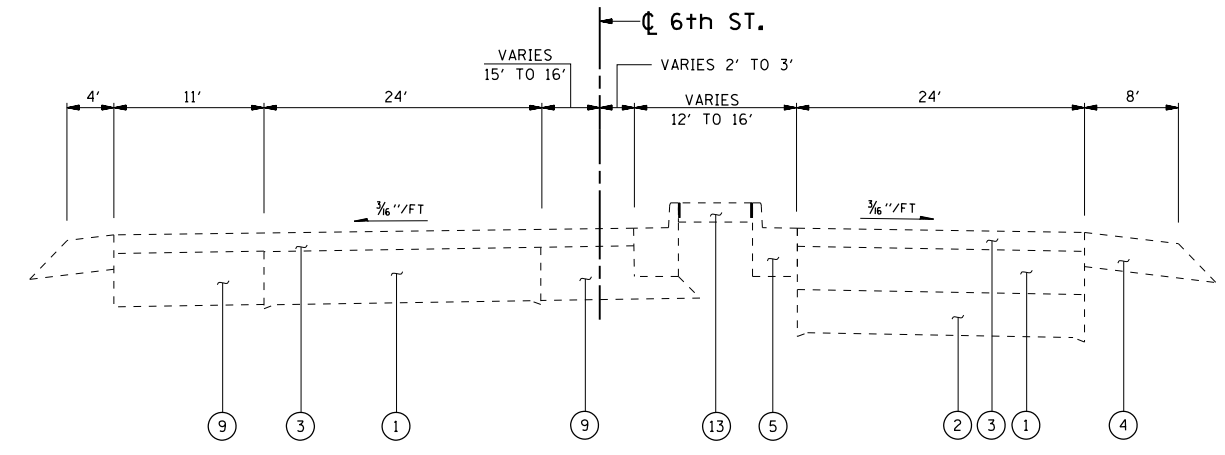 ℄ 6th ST.
VARIES
15' TO 16'
VARIES 2' TO 3'
4'
11'
24'
VARIES
12' TO 16'
24'
8'
3/16"/FT
3/16"/FT
9
3
1
9
13
5
2
3
1
4